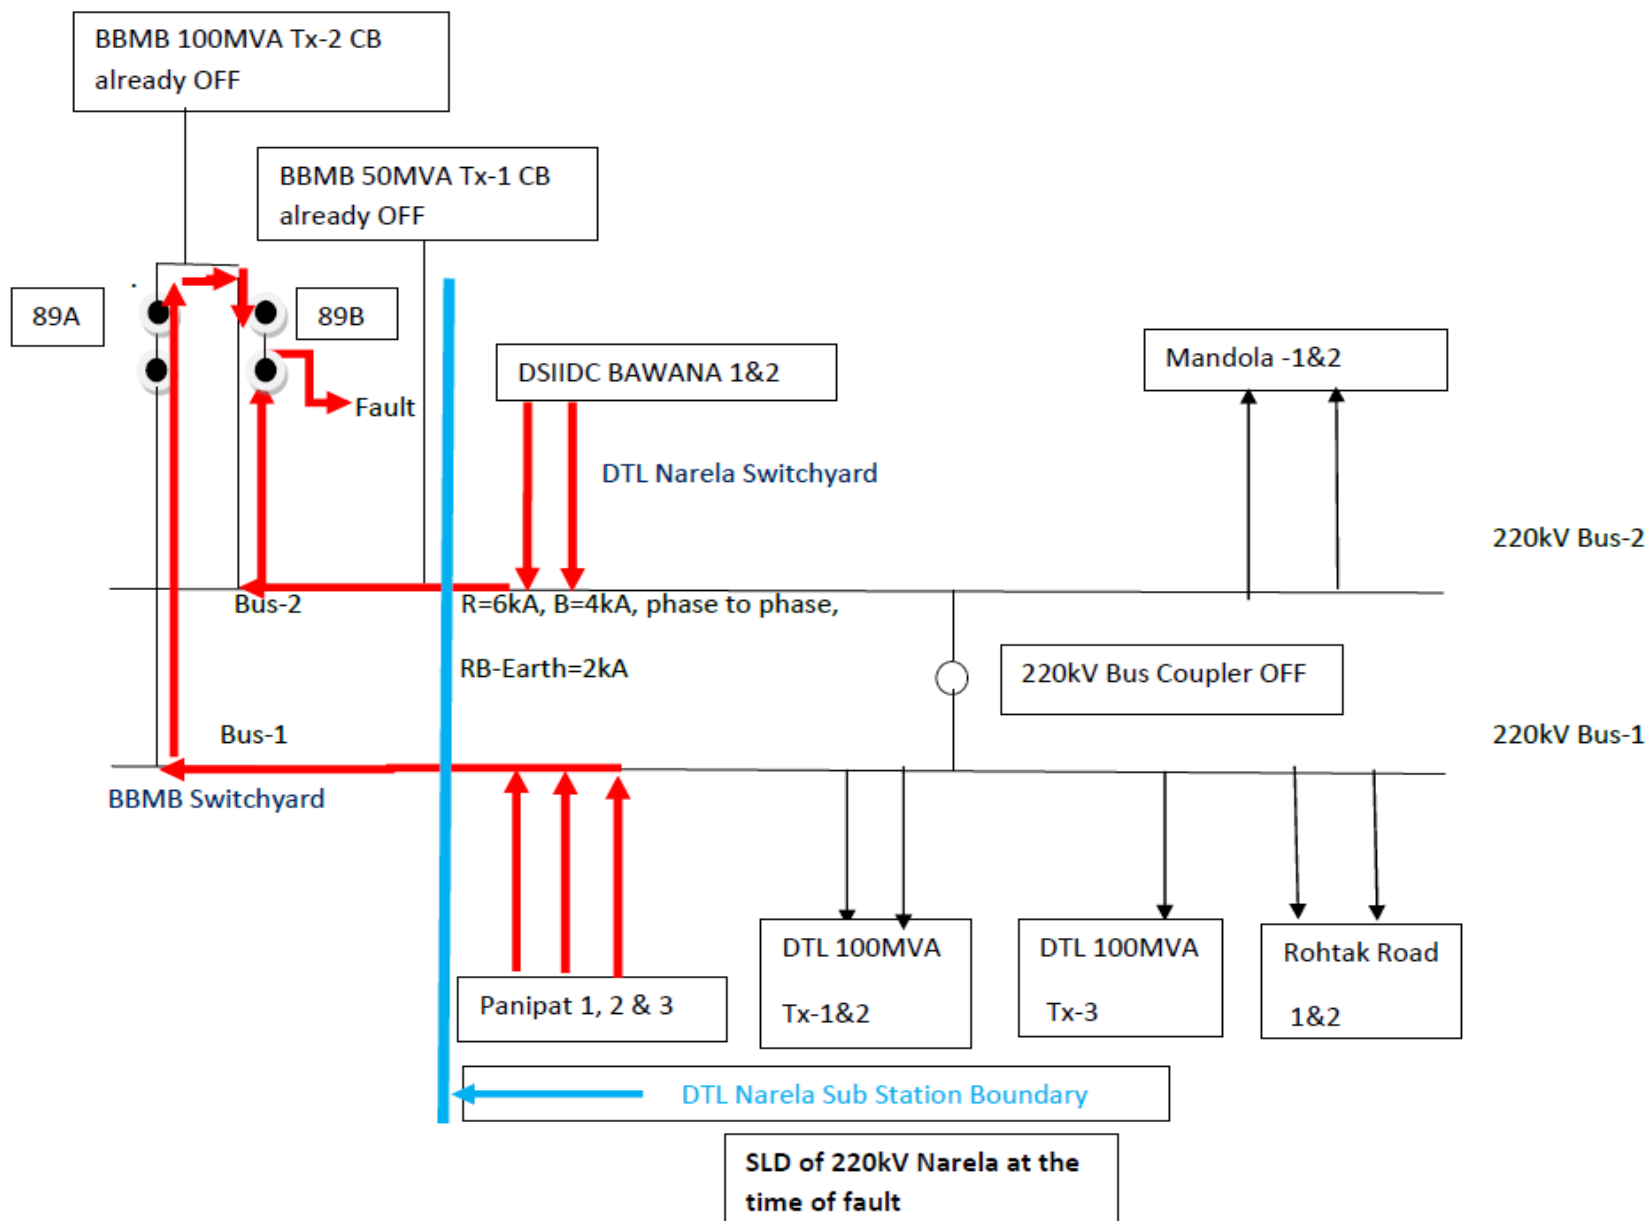 BBMB 100MVA Tx-2 CB
already OFF
BBMB 50MVA Tx-1 CB
already OFF
89A
89B
DSIIDC BAWANA 1&2
Mandola -1&2
Fault
DTL Narela Switchyard
220kV Bus-2
Bus-2
R=6kA, B=4kA, phase to phase,
RB-Earth=2kA
220kV Bus Coupler OFF
Bus-1
220kV Bus-1
BBMB Switchyard
Panipat 1, 2 & 3
DTL 100MVA
Tx-1&2
DTL 100MVA
Tx-3
Rohtak Road
1&2
DTL Narela Sub Station Boundary
SLD of 220kV Narela at the
time of fault